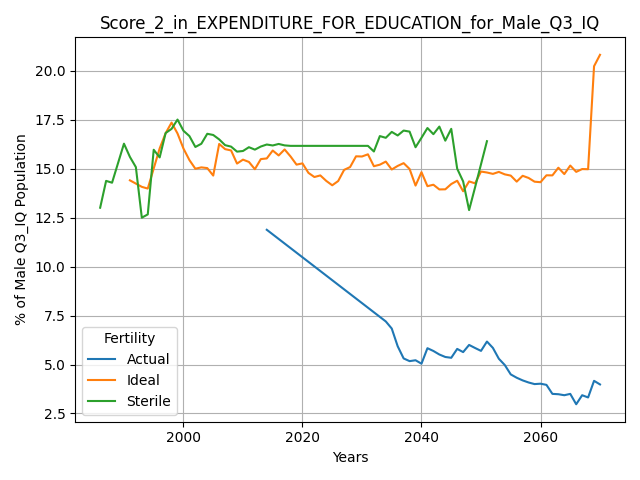 Score_2_in_EXPENDITURE_FOR_EDUCATION_for_Male_Q3_IQ
% of Male Q3_IQ Population
20.0
17.5
15.0
12.5
10.0
7.5
5.0
2.5
Fertility
Actual
Ideal
Sterile
2000 2020 2040 2060
Years